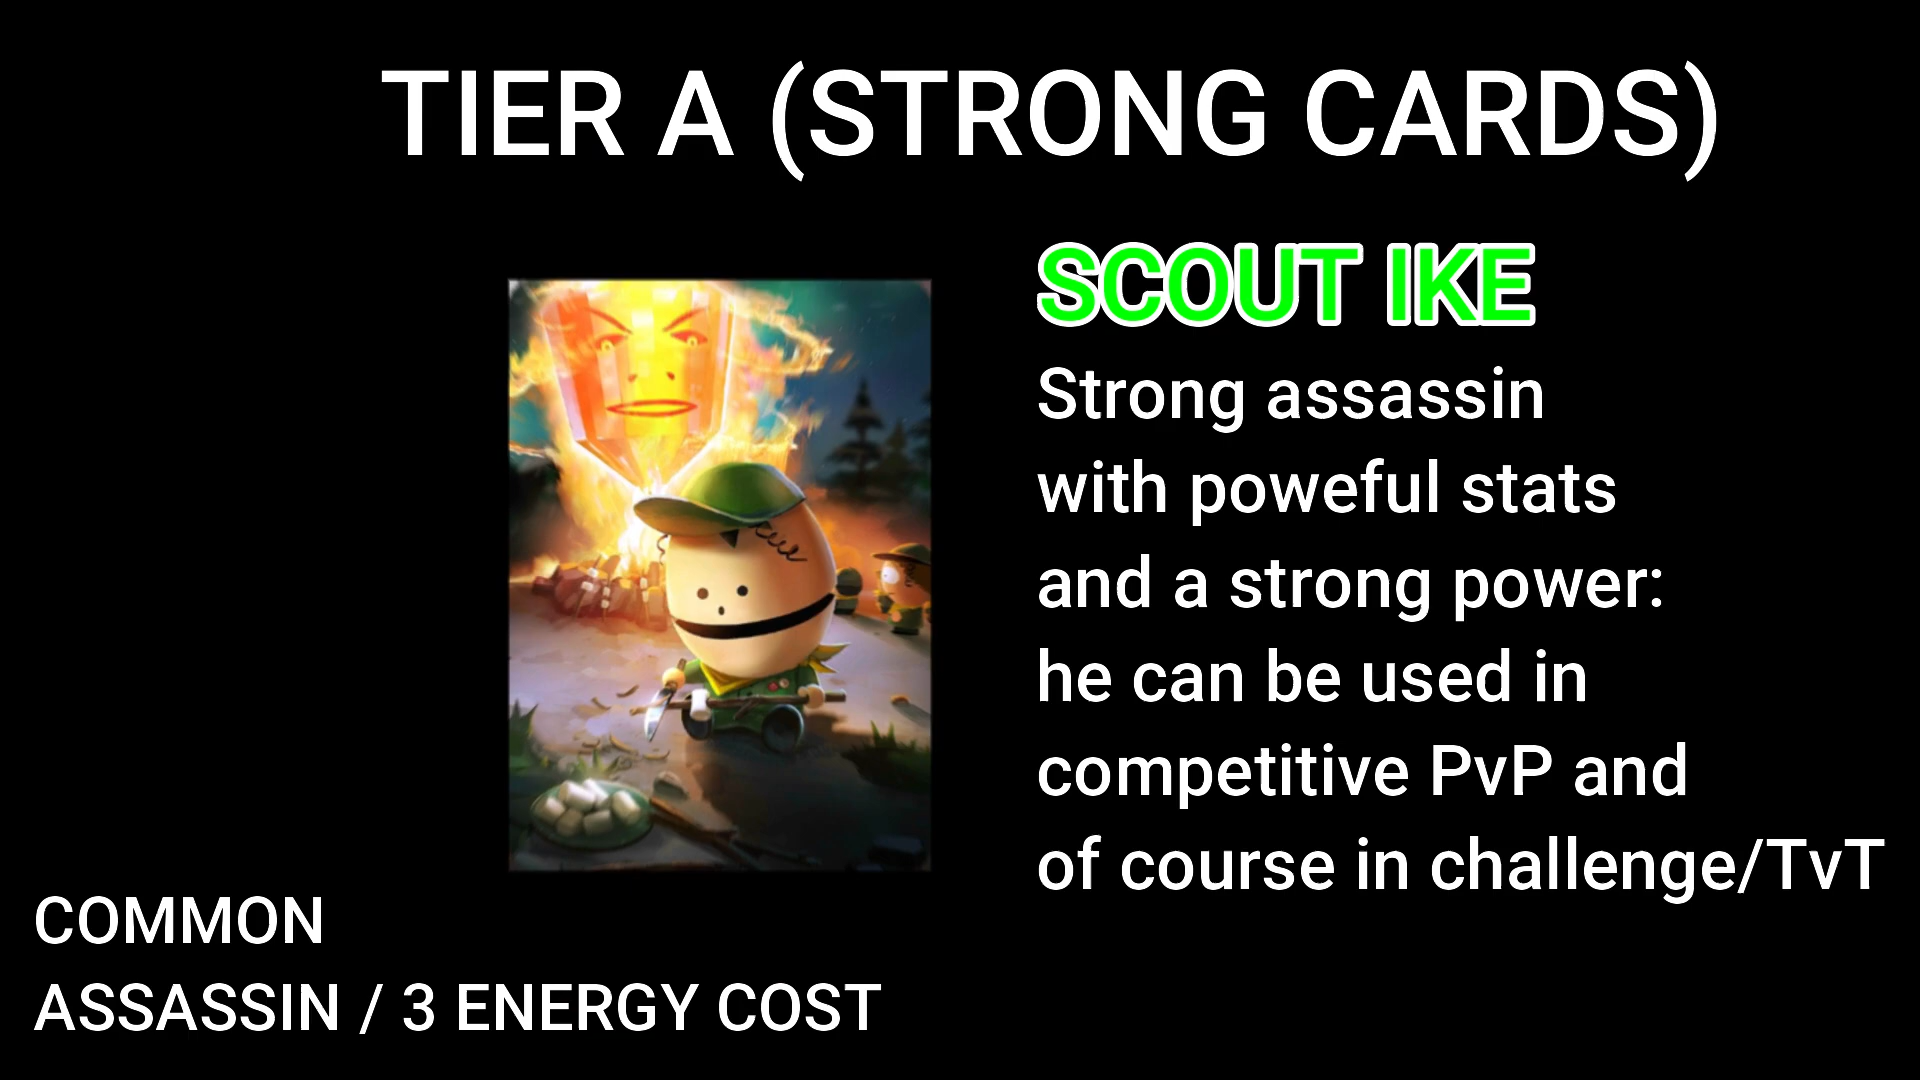 TIER A (STRONG CARDS)
SCOUT IKE
Strong assassin
with poweful stats
and a strong power:
he can be used in
competitive PvP and
of course in challenge/TvT
COMMON
ASSASSIN / 3 ENERGY COST